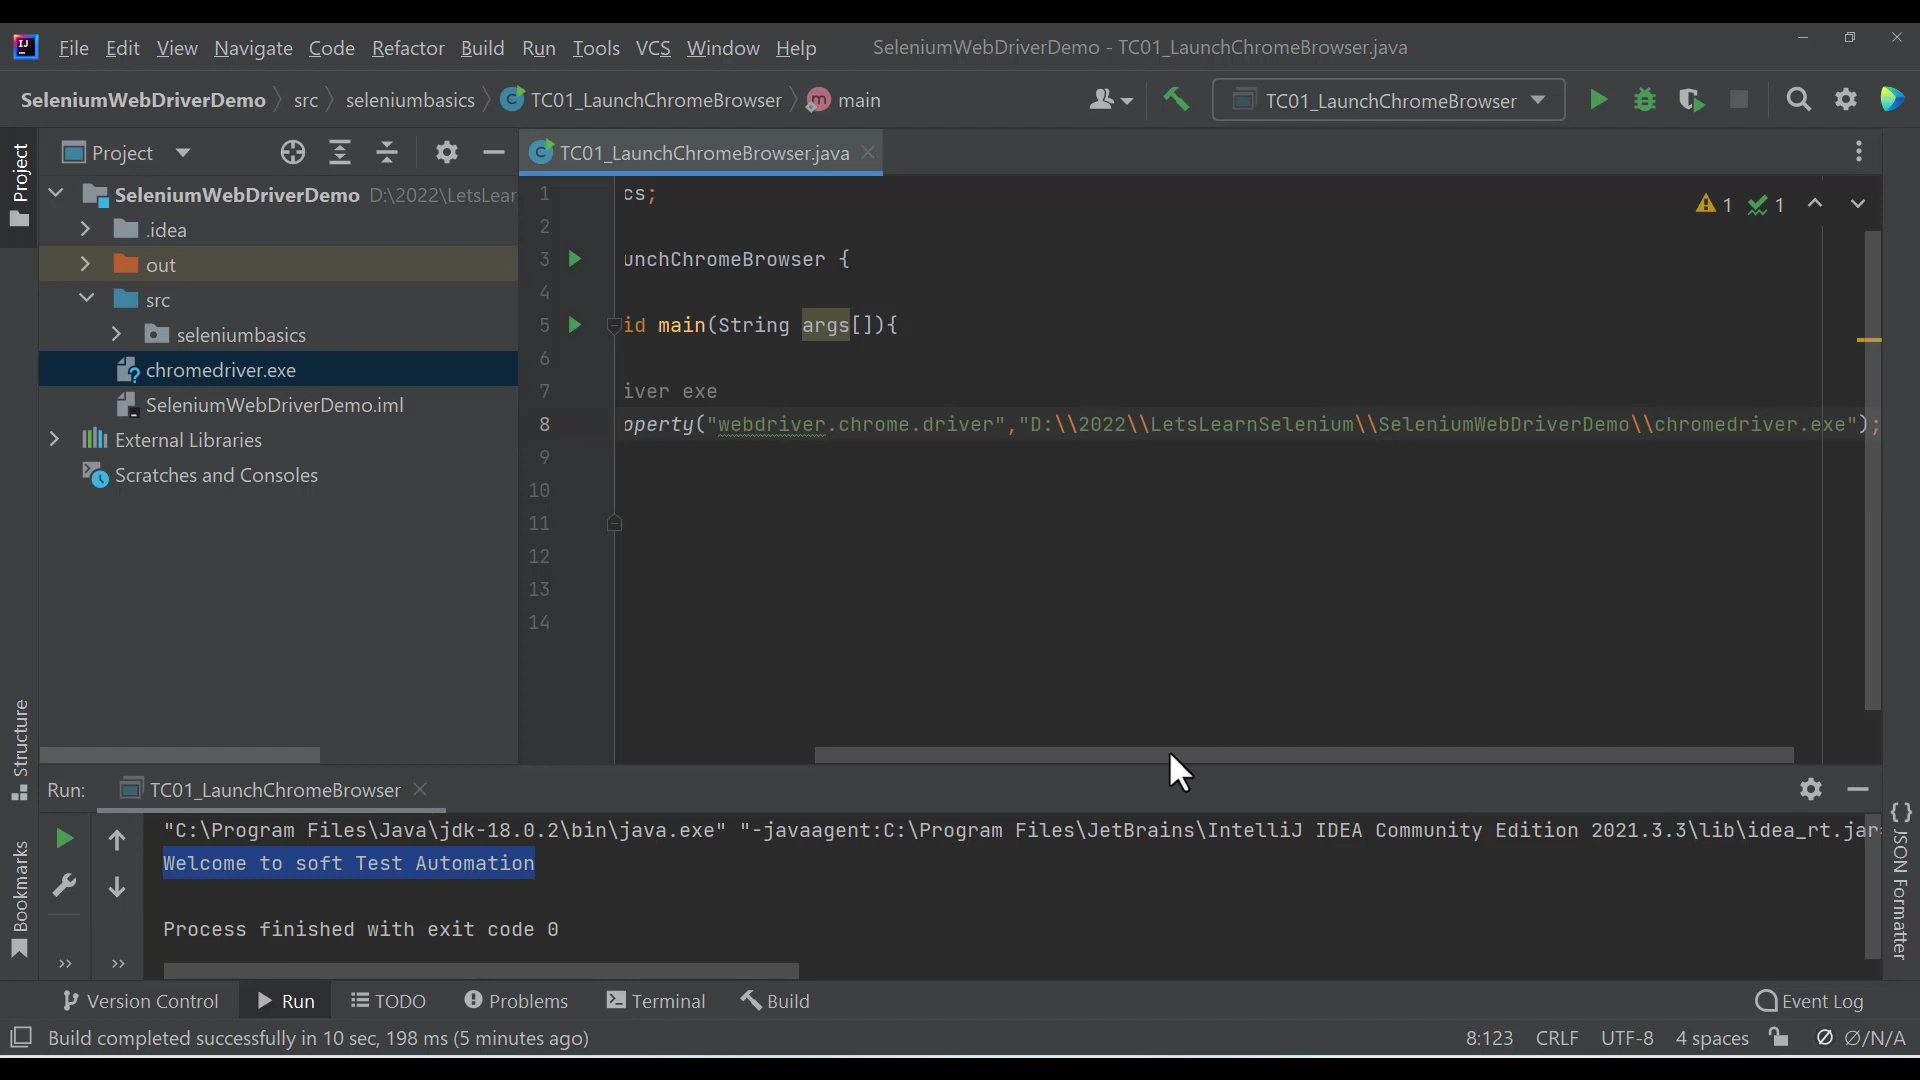 File Edit View Navigate Code Refactor Build Run Tools VCS Window Help SeleniumWebDriverDemo - TC01_LaunchChromeBrowser.java
SeleniumWebDriverDemo src seleniumbasics TC01_LaunchChromeBrowser main TC01_LaunchChromeBrowser
Project
Project
TC01_LaunchChromeBrowser.java
SeleniumWebDriverDemo D:\2022\LetsLear
.idea
out
src
seleniumbasics
chromedriver.exe
SeleniumWebDriverDemo.iml
External Libraries
Scratches and Consoles
1 cs;
1 1
2
3 unchChromeBrowser {
4
5 id main(String args[]){
6
7 iver exe
8 operty("webdriver.chrome.driver","D:\\2022\\LetsLearnSelenium\\SeleniumWebDriverDemo\\chromedriver.exe");
9
10
11
12
13
14
Structure
Bookmarks
JSON Formatter
Run: TC01_LaunchChromeBrowser
"C:\Program Files\Java\jdk-18.0.2\bin\java.exe" "-javaagent:C:\Program Files\JetBrains\IntelliJ IDEA Community Edition 2021.3.3\lib\idea_rt.jar=
Welcome to soft Test Automation
Process finished with exit code 0
Version Control Run TODO Problems Terminal Build Event Log
Build completed successfully in 10 sec, 198 ms (5 minutes ago) 8:123 CRLF UTF-8 4 spaces Ø/N/A